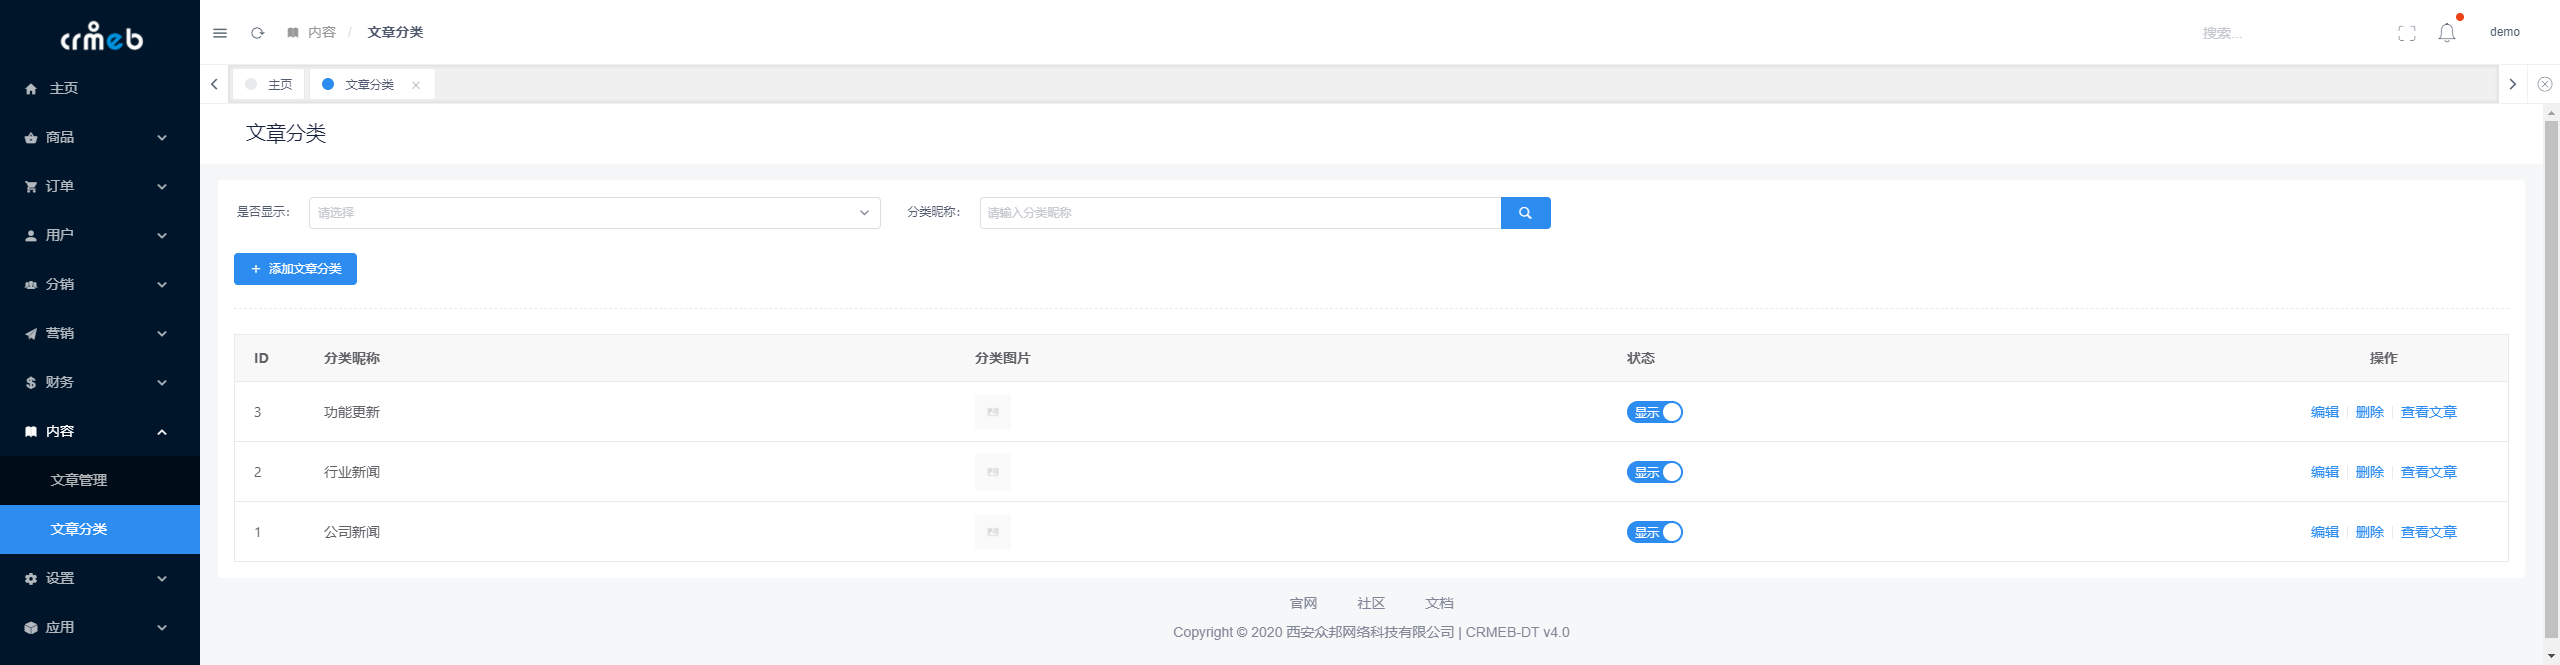 crmeb
内容 / 文章分类
搜索...
demo
主页
文章分类
主页
商品
订单
用户
分销
营销
财务
内容
文章管理
文章分类
设置
应用
文章分类
是否显示：
请选择
分类昵称：
请输入分类昵称
+ 添加文章分类
ID 分类昵称 分类图片 状态 操作
3 功能更新 显示 编辑 删除 查看文章
2 行业新闻 显示 编辑 删除 查看文章
1 公司新闻 显示 编辑 删除 查看文章
官网 社区 文档
Copyright © 2020 西安众邦网络科技有限公司 | CRMEB-DT v4.0